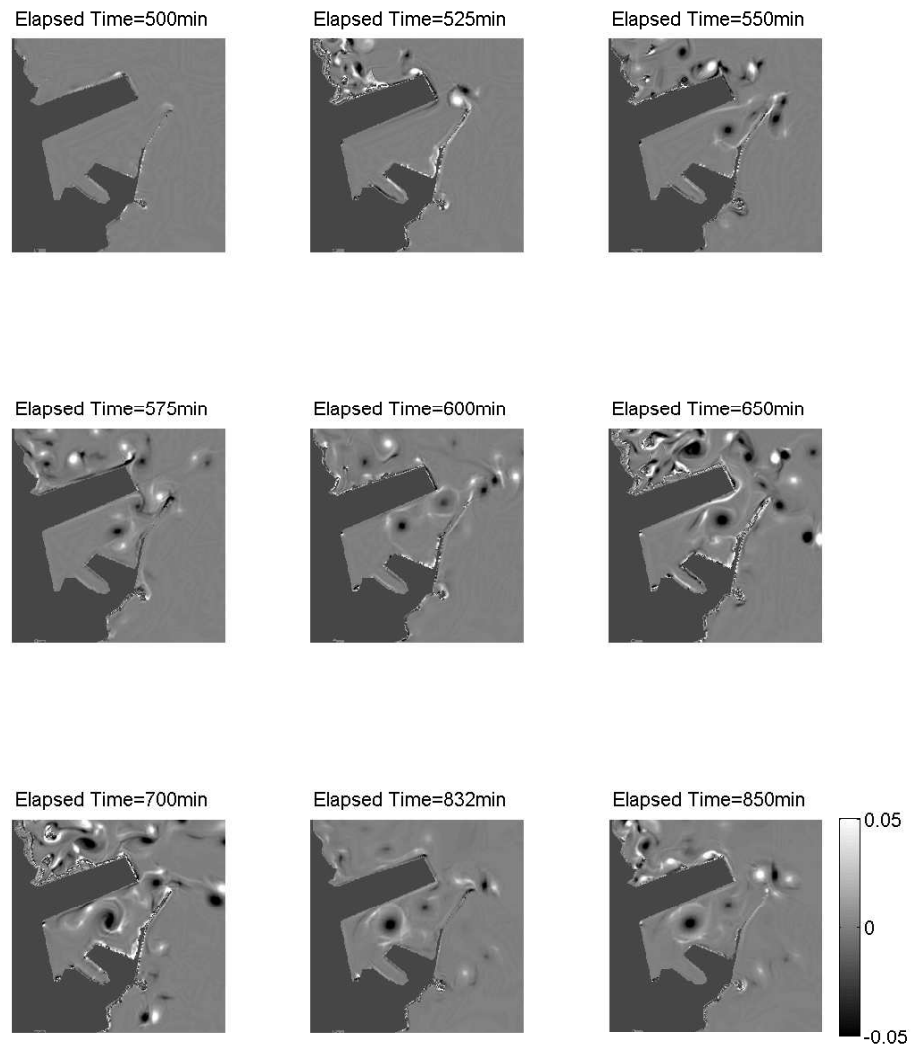 Elapsed Time=500min
Elapsed Time=525min
Elapsed Time=550min
Elapsed Time=575min
Elapsed Time=600min
Elapsed Time=650min
Elapsed Time=700min
Elapsed Time=832min
Elapsed Time=850min
0.05
0
-0.05